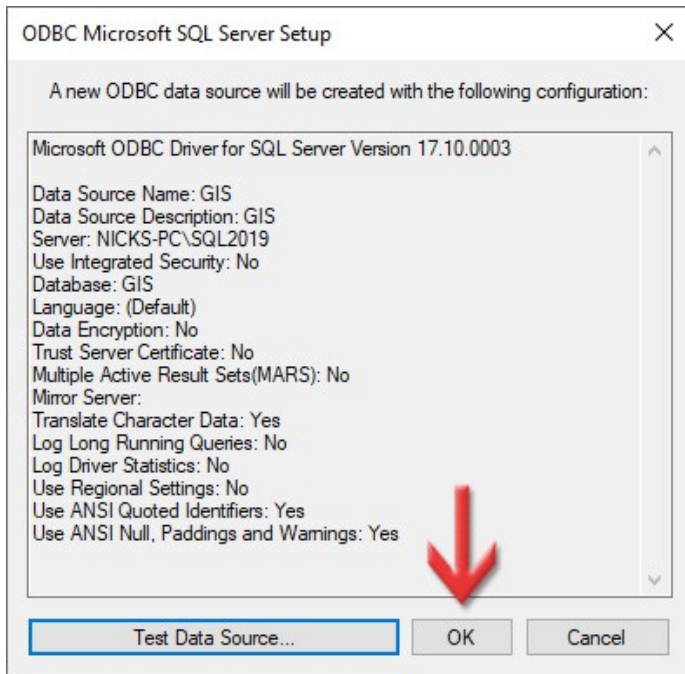 ODBC Microsoft SQL Server Setup
A new ODBC data source will be created with the following configuration:
Microsoft ODBC Driver for SQL Server Version 17.10.0003
Data Source Name: GIS
Data Source Description: GIS
Server: NICKS-PC\SQL2019
Use Integrated Security: No
Database: GIS
Language: (Default)
Data Encryption: No
Trust Server Certificate: No
Multiple Active Result Sets(MARS): No
Mirror Server:
Translate Character Data: Yes
Log Long Running Queries: No
Log Driver Statistics: No
Use Regional Settings: No
Use ANSI Quoted Identifiers: Yes
Use ANSI Null, Paddings and Warnings: Yes
Test Data Source... OK Cancel